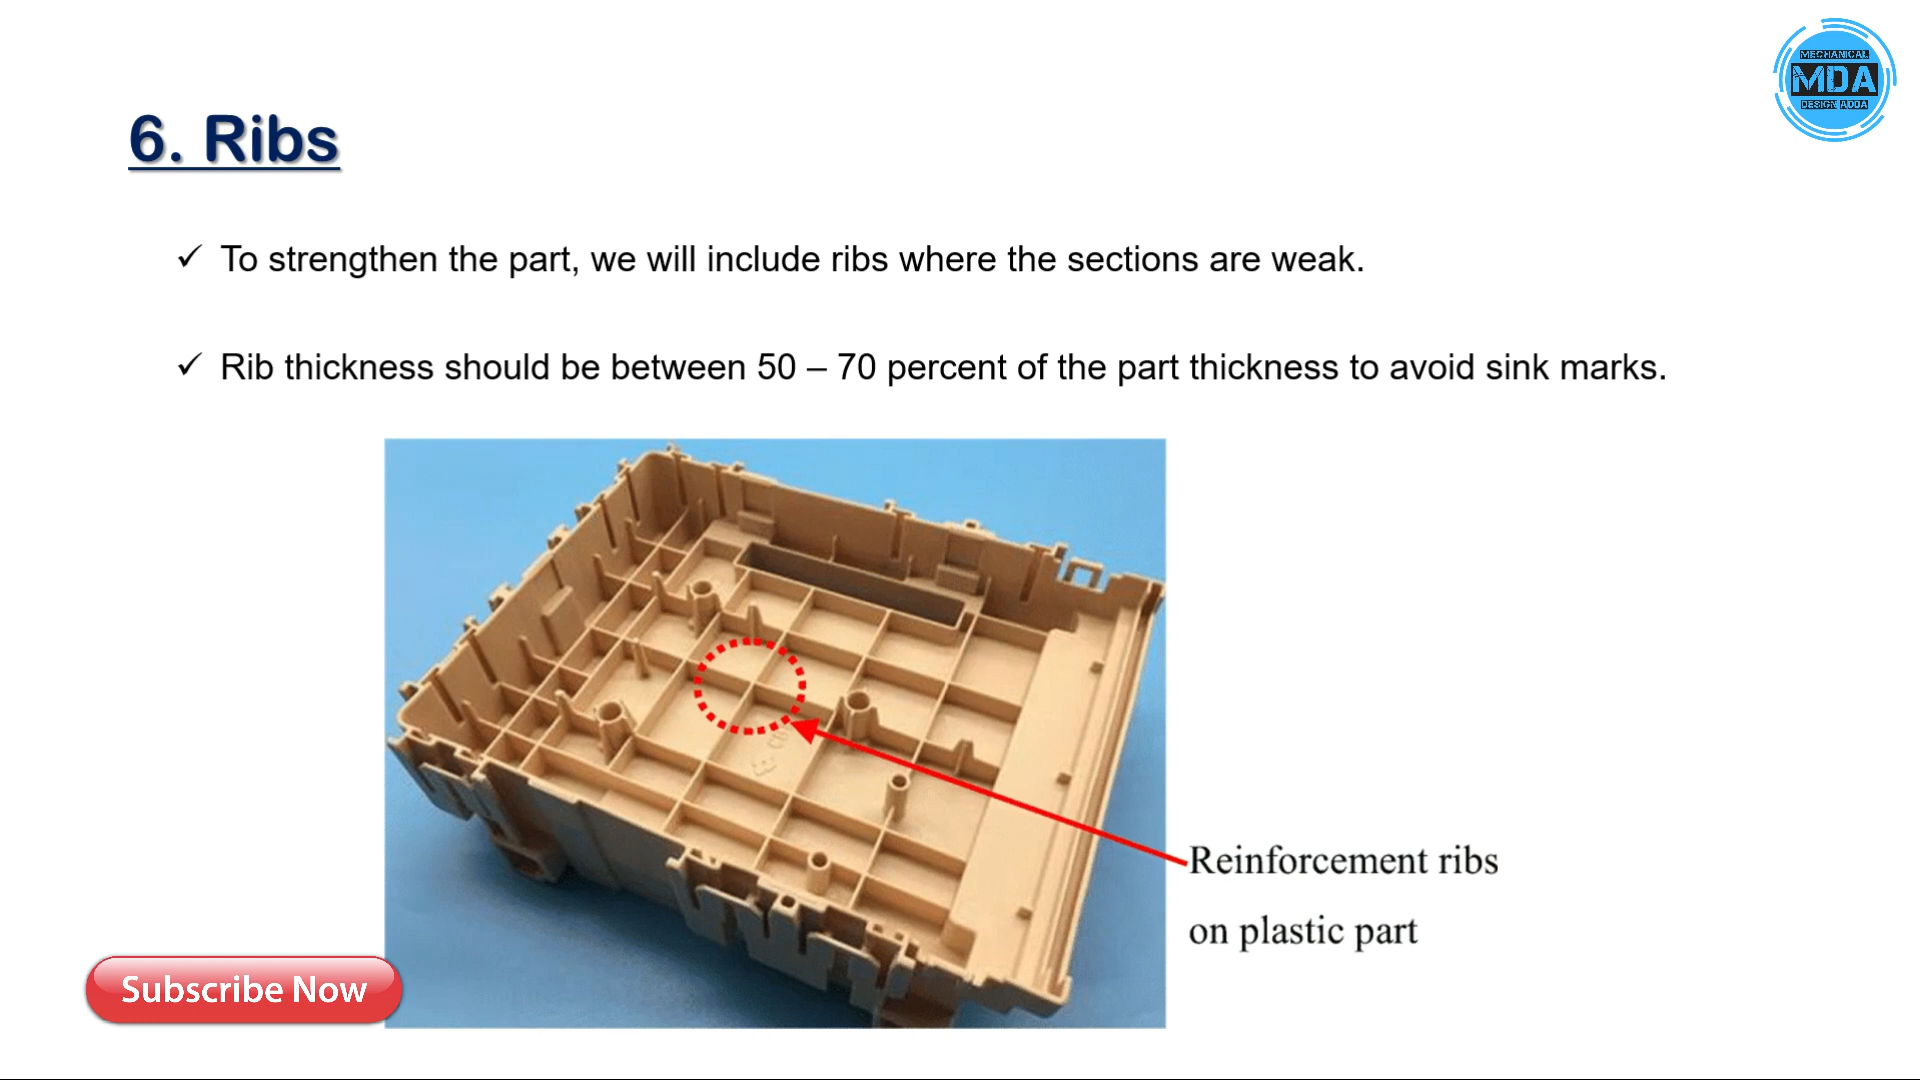 MECHANICAL
MDA
DESIGN ADDA
6. Ribs
✓ To strengthen the part, we will include ribs where the sections are weak.
✓ Rib thickness should be between 50 – 70 percent of the part thickness to avoid sink marks.
Reinforcement ribs
on plastic part
Subscribe Now